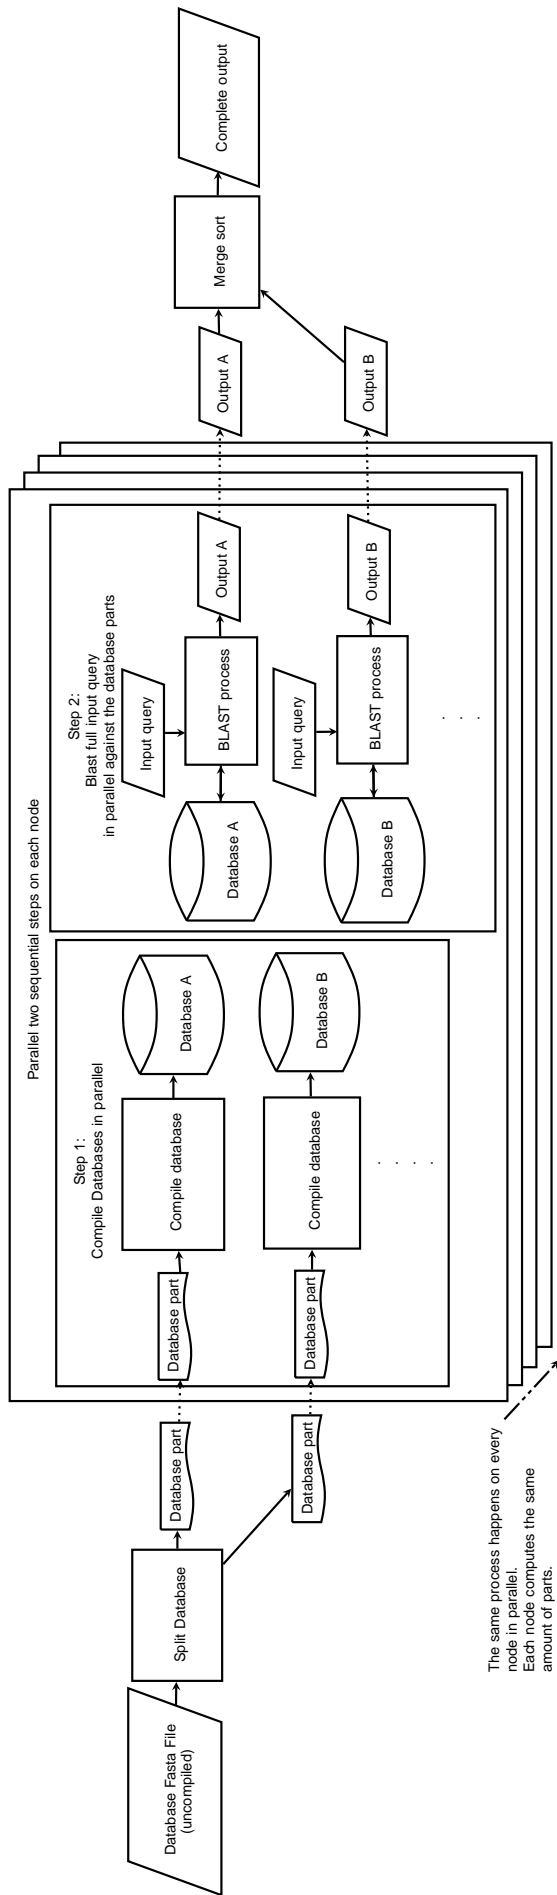 Database Fasta File
(uncompiled)
Split Database
Database part
Database part
The same process happens on every
node in parallel.
Each node computes the same
amount of parts.
Parallel two sequential steps on each node
Step 1:
Compile Databases in parallel
Database part
Compile database
Database A
Database part
Compile database
Database B
. . . .
Step 2:
Blast full input query
in parallel against the database parts
Input query
Database A
BLAST process
Output A
Input query
Database B
BLAST process
Output B
. . .
Output A
Output B
Merge sort
Complete output